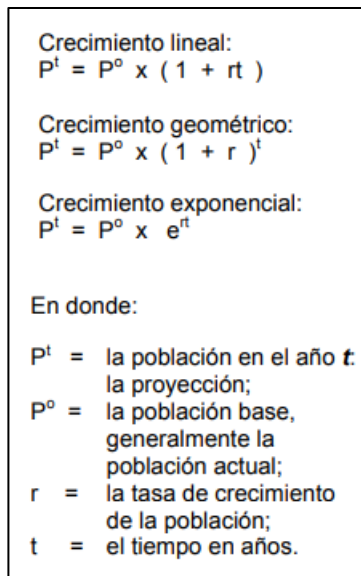 Crecimiento lineal:
Pᵗ = Pº x ( 1 + rt )
Crecimiento geométrico:
Pᵗ = Pº x ( 1 + r )ᵗ
Crecimiento exponencial:
Pᵗ = Pº x eʳᵗ
En donde:
Pᵗ = la población en el año t:
la proyección;
Pº = la población base,
generalmente la
población actual;
r = la tasa de crecimiento
de la población;
t = el tiempo en años.